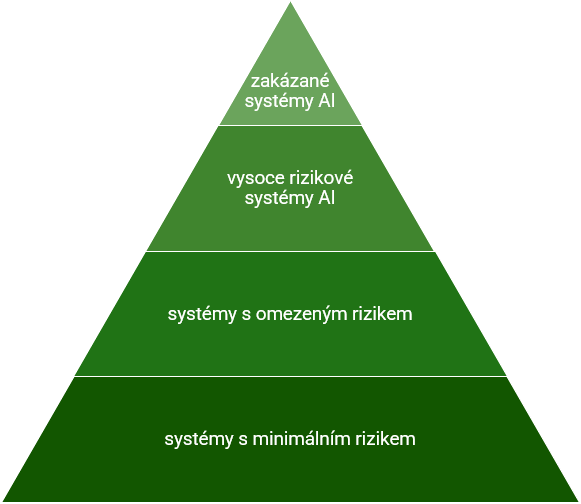 zakázané
systémy AI
vysoce rizikové
systémy AI
systémy s omezeným rizikem
systémy s minimálním rizikem